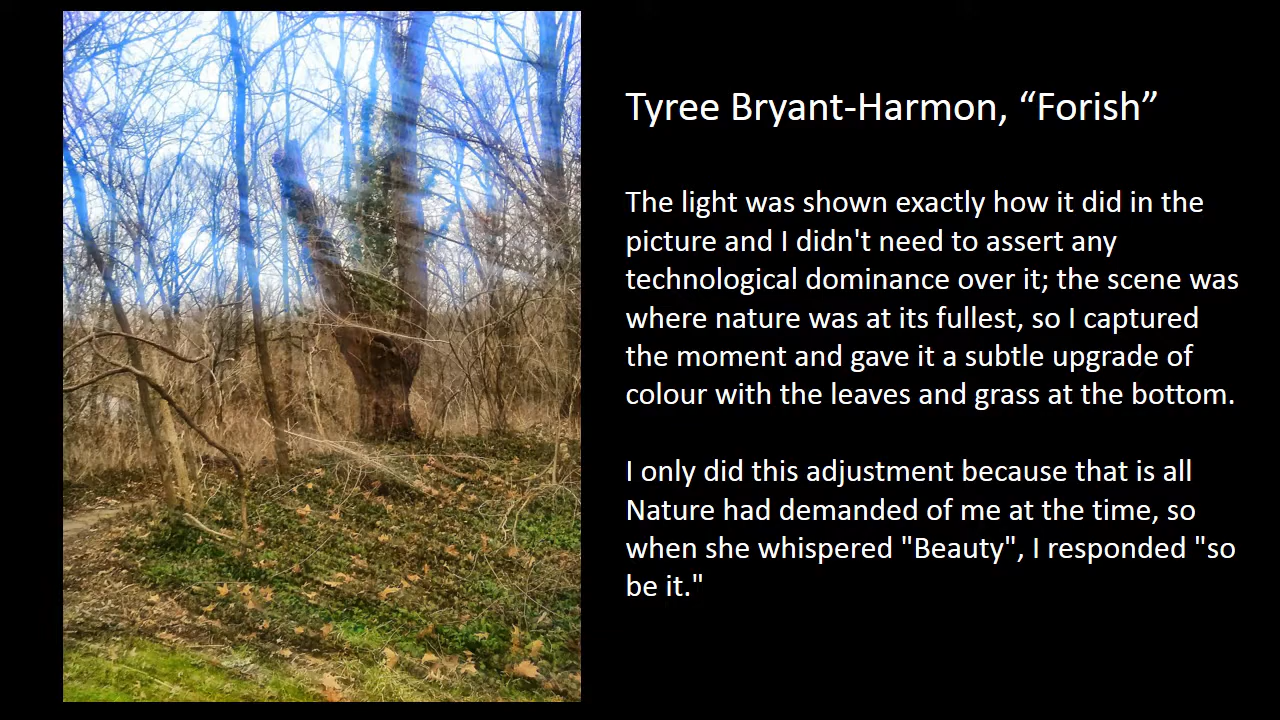 Tyree Bryant-Harmon, “Forish”
The light was shown exactly how it did in the
picture and I didn't need to assert any
technological dominance over it; the scene was
where nature was at its fullest, so I captured
the moment and gave it a subtle upgrade of
colour with the leaves and grass at the bottom.
I only did this adjustment because that is all
Nature had demanded of me at the time, so
when she whispered "Beauty", I responded "so
be it."